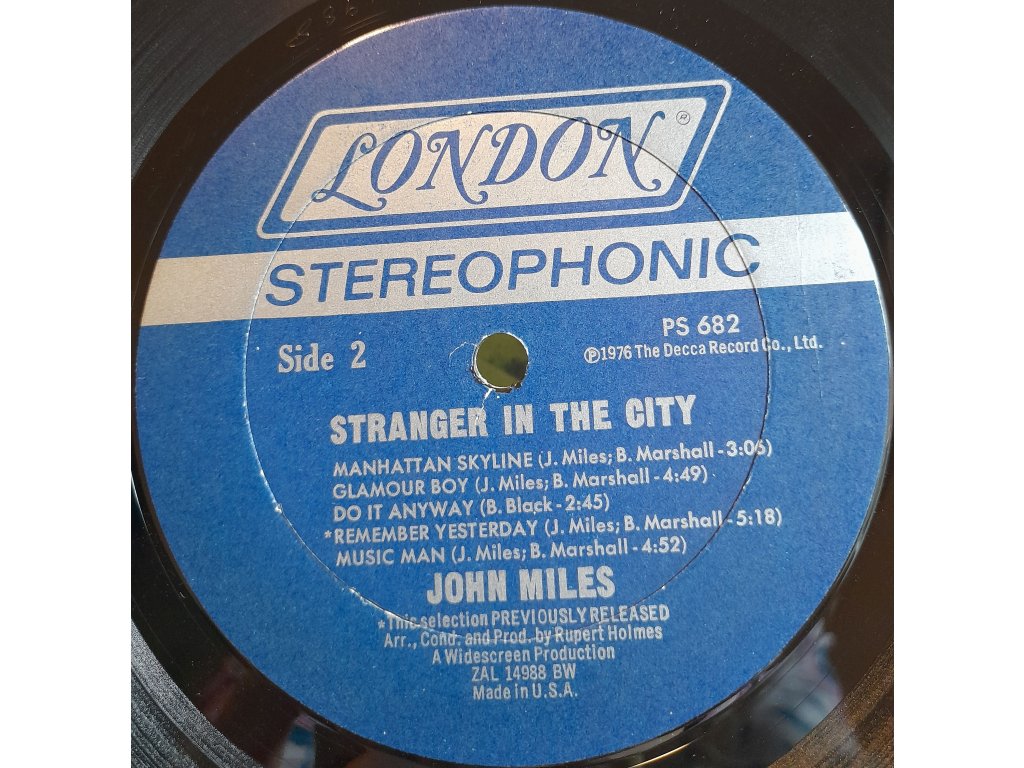 LONDON ®
STEREOPHONIC
PS 682
Side 2
℗1976 The Decca Record Co., Ltd.
STRANGER IN THE CITY
MANHATTAN SKYLINE (J. Miles; B. Marshall - 3:06)
GLAMOUR BOY (J. Miles; B. Marshall - 4:49)
DO IT ANYWAY (B. Black - 2:45)
*REMEMBER YESTERDAY (J. Miles; B. Marshall - 5:18)
MUSIC MAN (J. Miles; B. Marshall - 4:52)
JOHN MILES
*This selection PREVIOUSLY RELEASED
Arr., Cond. and Prod. by Rupert Holmes
A Widescreen Production
ZAL 14988 BW
Made in U.S.A.